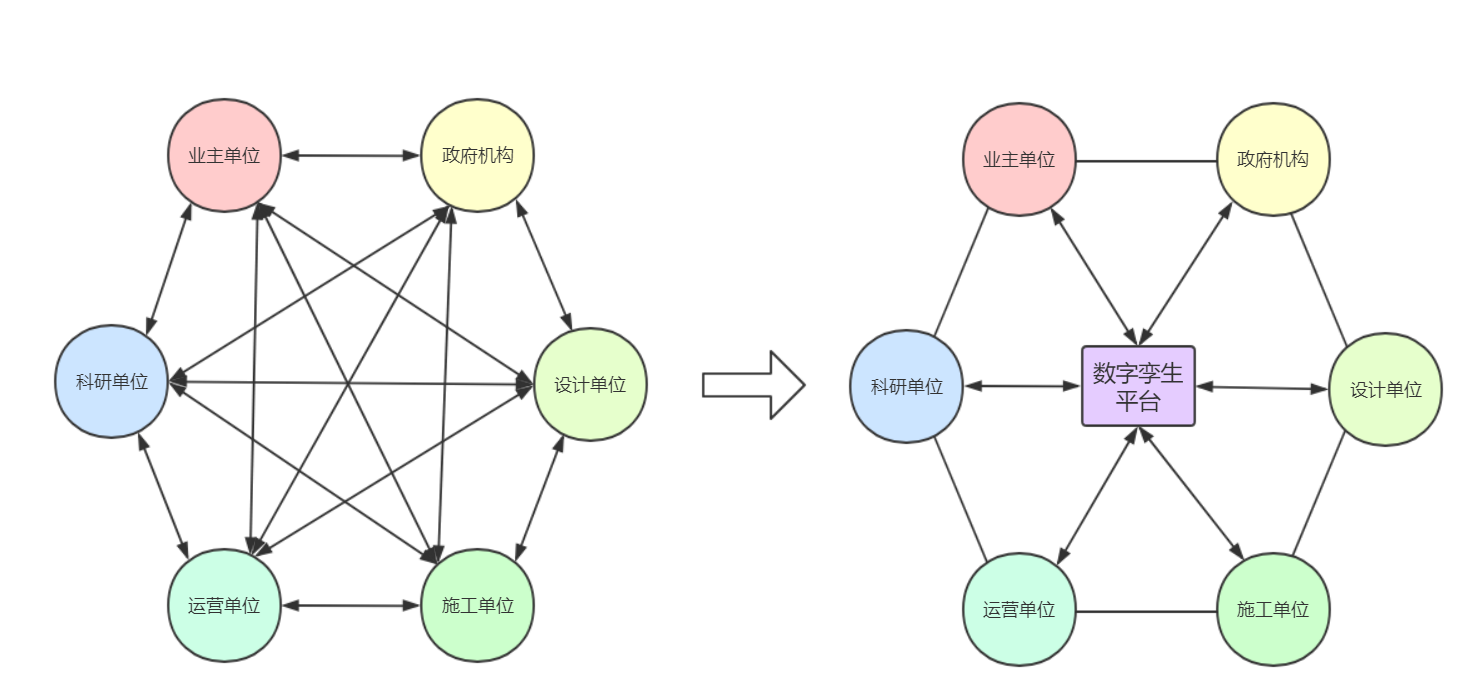 业主单位
政府机构
科研单位
设计单位
运营单位
施工单位
业主单位
政府机构
科研单位
数字孪生
平台
设计单位
运营单位
施工单位